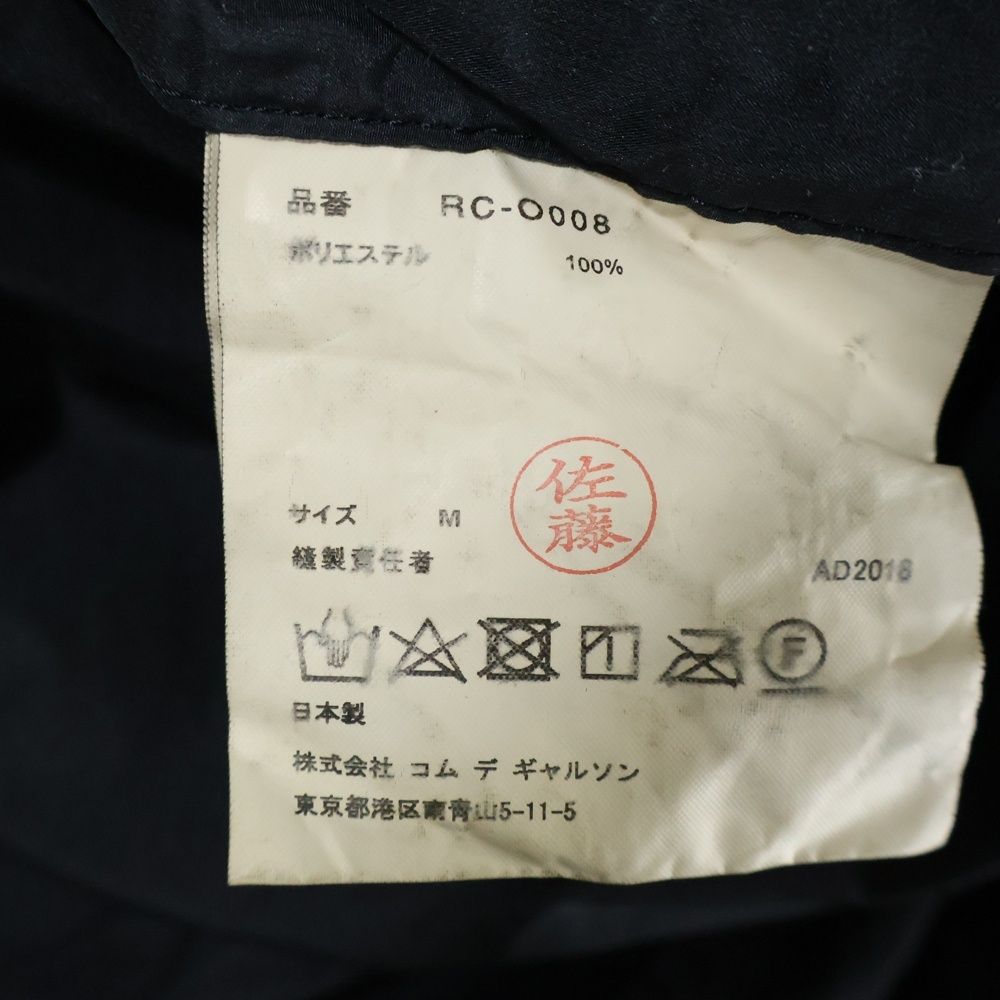 品番 RC-O008
ポリエステル 100%
佐藤
サイズ M
縫製責任者 AD2018
F
日本製
株式会社 コム デ ギャルソン
東京都港区南青山5-11-5